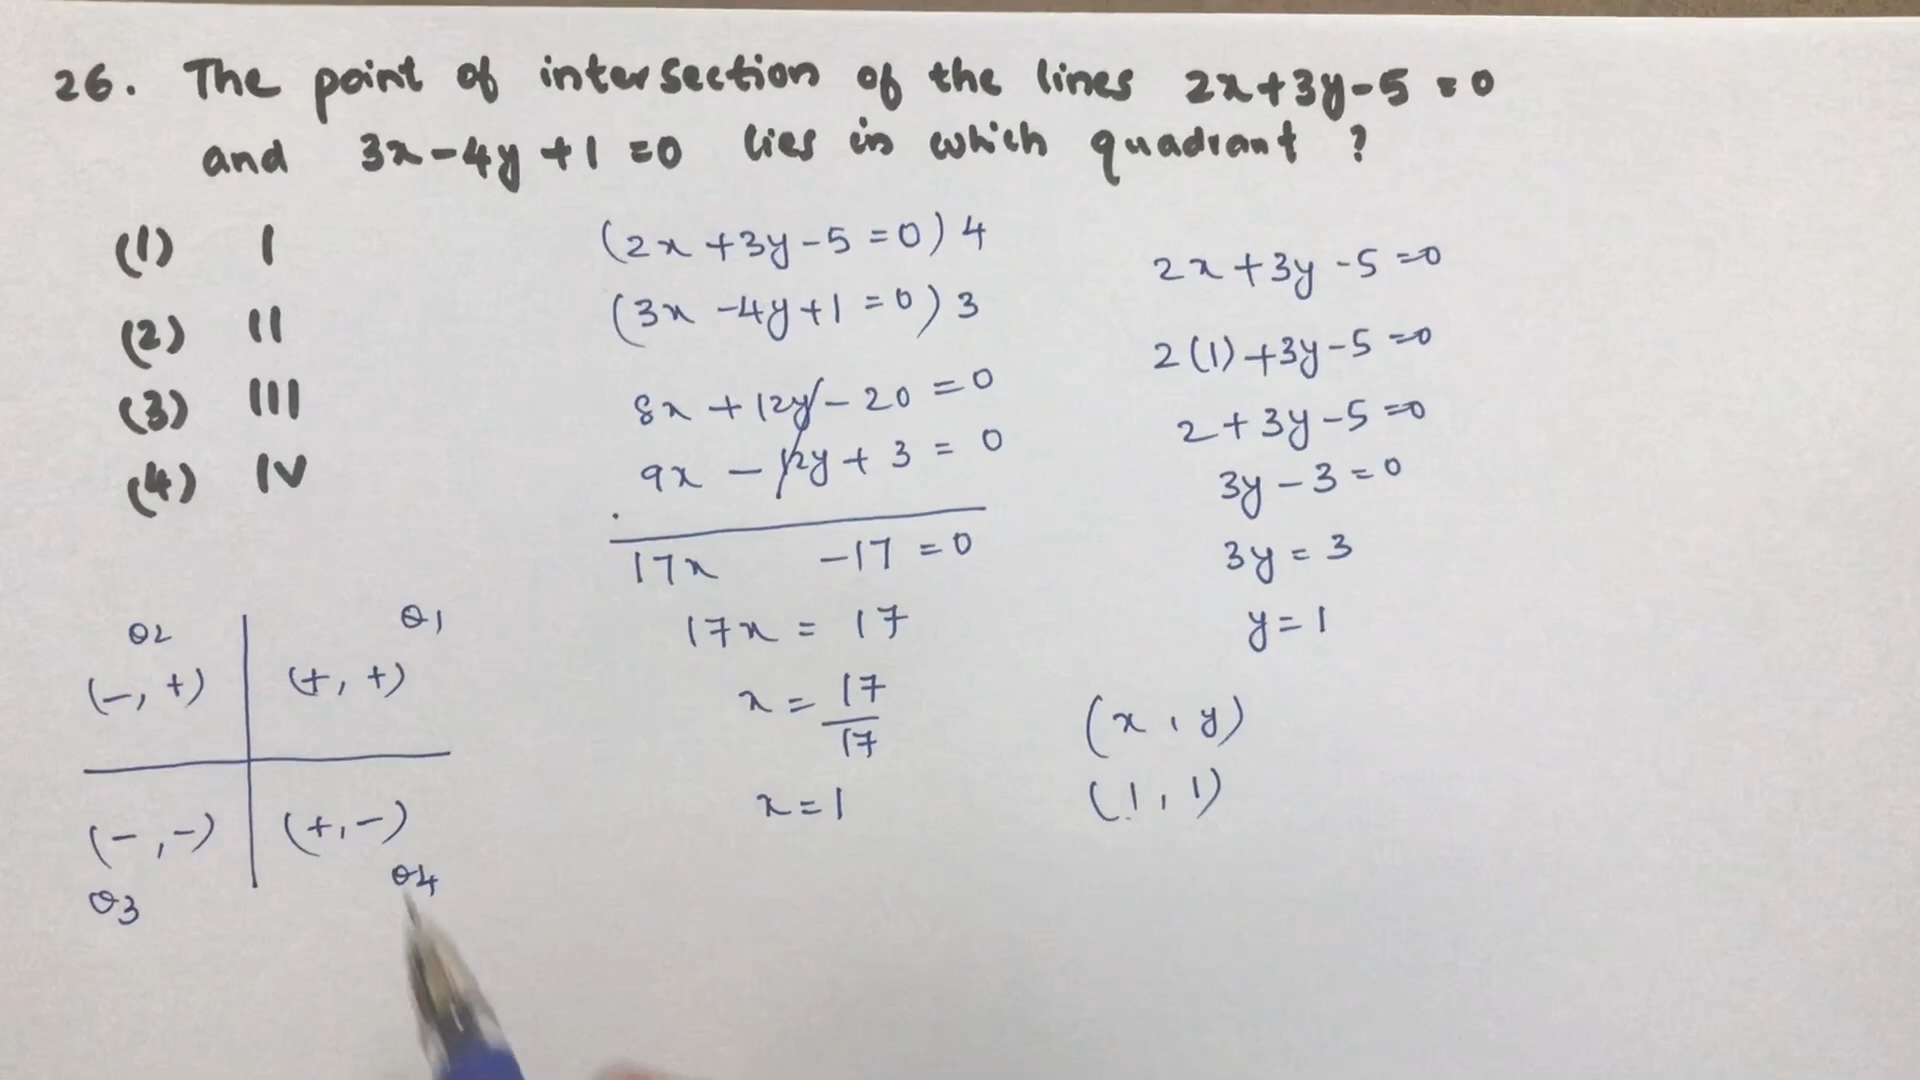 26. The point of intersection of the lines 2x+3y-5=0
and 3x-4y+1=0 lies in which quadrant ?
(1) I
(2) II
(3) III
(4) IV
(2x+3y-5=0)4
(3x-4y+1=0)3
8x+12y-20=0
9x-12y+3=0
17x -17=0
17x=17
x=17/17
x=1
2x+3y-5=0
2(1)+3y-5=0
2+3y-5=0
3y-3=0
3y=3
y=1
(x,y)
(1,1)
Q2
Q1
(-,+)
(+,+)
(-,-)
(+,-)
Q3
Q4